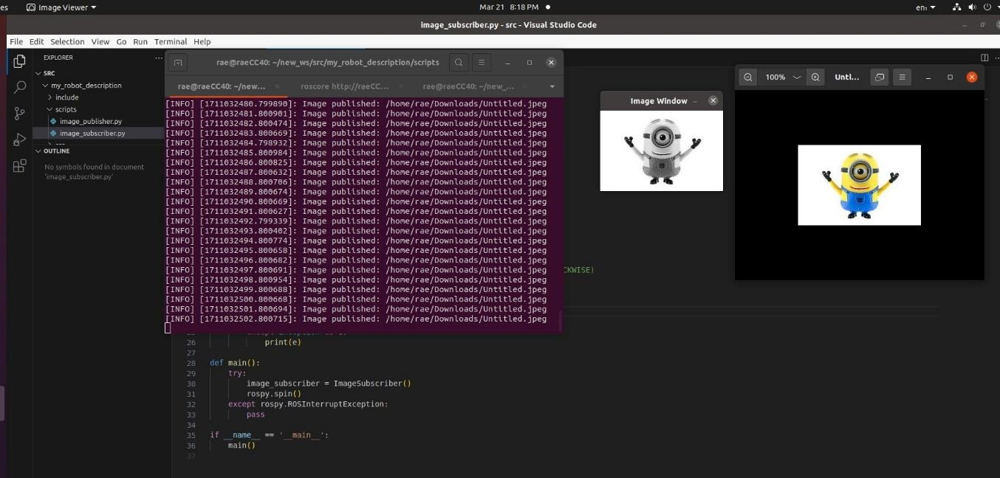 es Image Viewer Mar 21 8:18 PM en₁
image_subscriber.py - src - Visual Studio Code
File Edit Selection View Go Run Terminal Help
EXPLORER ...
SRC
my_robot_description
include
scripts
image_publisher.py
image_subscriber.py
OUTLINE
No symbols found in document
'image_subscriber.py'
rae@raeCC40: ~/new_ws/src/my_robot_description/scripts
rae@raeCC40: ~/new... × roscore http://raeCC... × rae@raeCC40: ~/new_... ×
[INFO] [1711032480.799890]: Image published: /home/rae/Downloads/Untitled.jpeg
[INFO] [1711032481.800901]: Image published: /home/rae/Downloads/Untitled.jpeg
[INFO] [1711032482.800474]: Image published: /home/rae/Downloads/Untitled.jpeg
[INFO] [1711032483.800669]: Image published: /home/rae/Downloads/Untitled.jpeg
[INFO] [1711032484.798932]: Image published: /home/rae/Downloads/Untitled.jpeg
[INFO] [1711032485.800984]: Image published: /home/rae/Downloads/Untitled.jpeg
[INFO] [1711032486.800825]: Image published: /home/rae/Downloads/Untitled.jpeg
[INFO] [1711032487.800632]: Image published: /home/rae/Downloads/Untitled.jpeg
[INFO] [1711032488.800706]: Image published: /home/rae/Downloads/Untitled.jpeg
[INFO] [1711032489.800674]: Image published: /home/rae/Downloads/Untitled.jpeg
[INFO] [1711032490.800669]: Image published: /home/rae/Downloads/Untitled.jpeg
[INFO] [1711032491.800627]: Image published: /home/rae/Downloads/Untitled.jpeg
[INFO] [1711032492.799339]: Image published: /home/rae/Downloads/Untitled.jpeg
[INFO] [1711032493.800402]: Image published: /home/rae/Downloads/Untitled.jpeg
[INFO] [1711032494.800774]: Image published: /home/rae/Downloads/Untitled.jpeg
[INFO] [1711032495.800658]: Image published: /home/rae/Downloads/Untitled.jpeg
[INFO] [1711032496.800682]: Image published: /home/rae/Downloads/Untitled.jpeg
[INFO] [1711032497.800691]: Image published: /home/rae/Downloads/Untitled.jpeg
[INFO] [1711032498.800954]: Image published: /home/rae/Downloads/Untitled.jpeg
[INFO] [1711032499.800688]: Image published: /home/rae/Downloads/Untitled.jpeg
[INFO] [1711032500.800668]: Image published: /home/rae/Downloads/Untitled.jpeg
[INFO] [1711032501.800694]: Image published: /home/rae/Downloads/Untitled.jpeg
[INFO] [1711032502.800715]: Image published: /home/rae/Downloads/Untitled.jpeg
Image Window
100% Untl...
CKWISE)
26 print(e)
27
28 def main():
29 try:
30 image_subscriber = ImageSubscriber()
31 rospy.spin()
32 except rospy.ROSInterruptException:
33 pass
34
35 if __name__ == '__main__':
36 main()
37